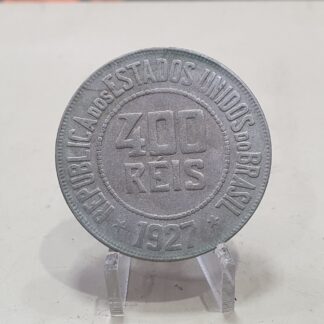 REPUBLICA DOS ESTADOS UNIDOS DO BRASIL
400
RÉIS
1927